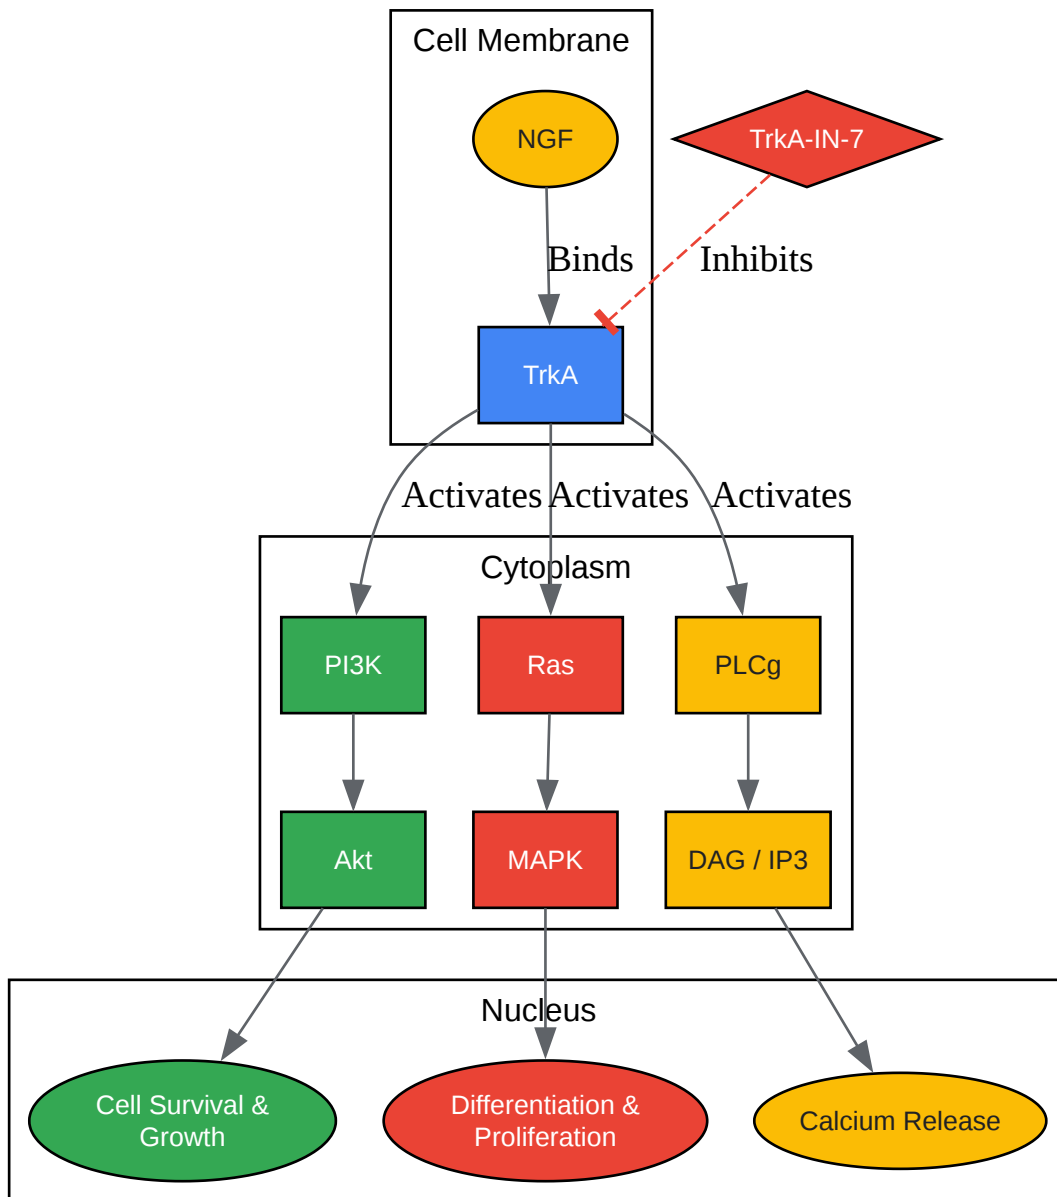 Cell Membrane
NGF
TrkA-IN-7
Binds
Inhibits
TrkA
Activates
Activates
Activates
Cytoplasm
PI3K
Ras
PLCg
Akt
MAPK
DAG / IP3
Nucleus
Cell Survival &
Growth
Differentiation &
Proliferation
Calcium Release